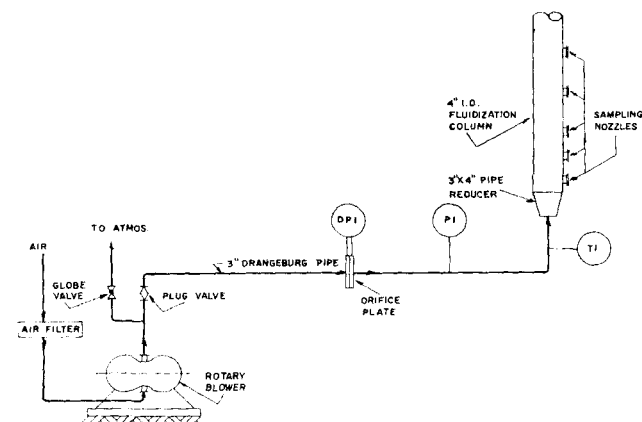 4" I.D.
FLUIDIZATION
COLUMN
SAMPLING
NOZZLES
3"X4" PIPE
REDUCER
DPI
PI
TI
TO ATMOS.
AIR
3" ORANGEBURG PIPE
GLOBE
VALVE
PLUG VALVE
ORIFICE
PLATE
AIR FILTER
ROTARY
BLOWER